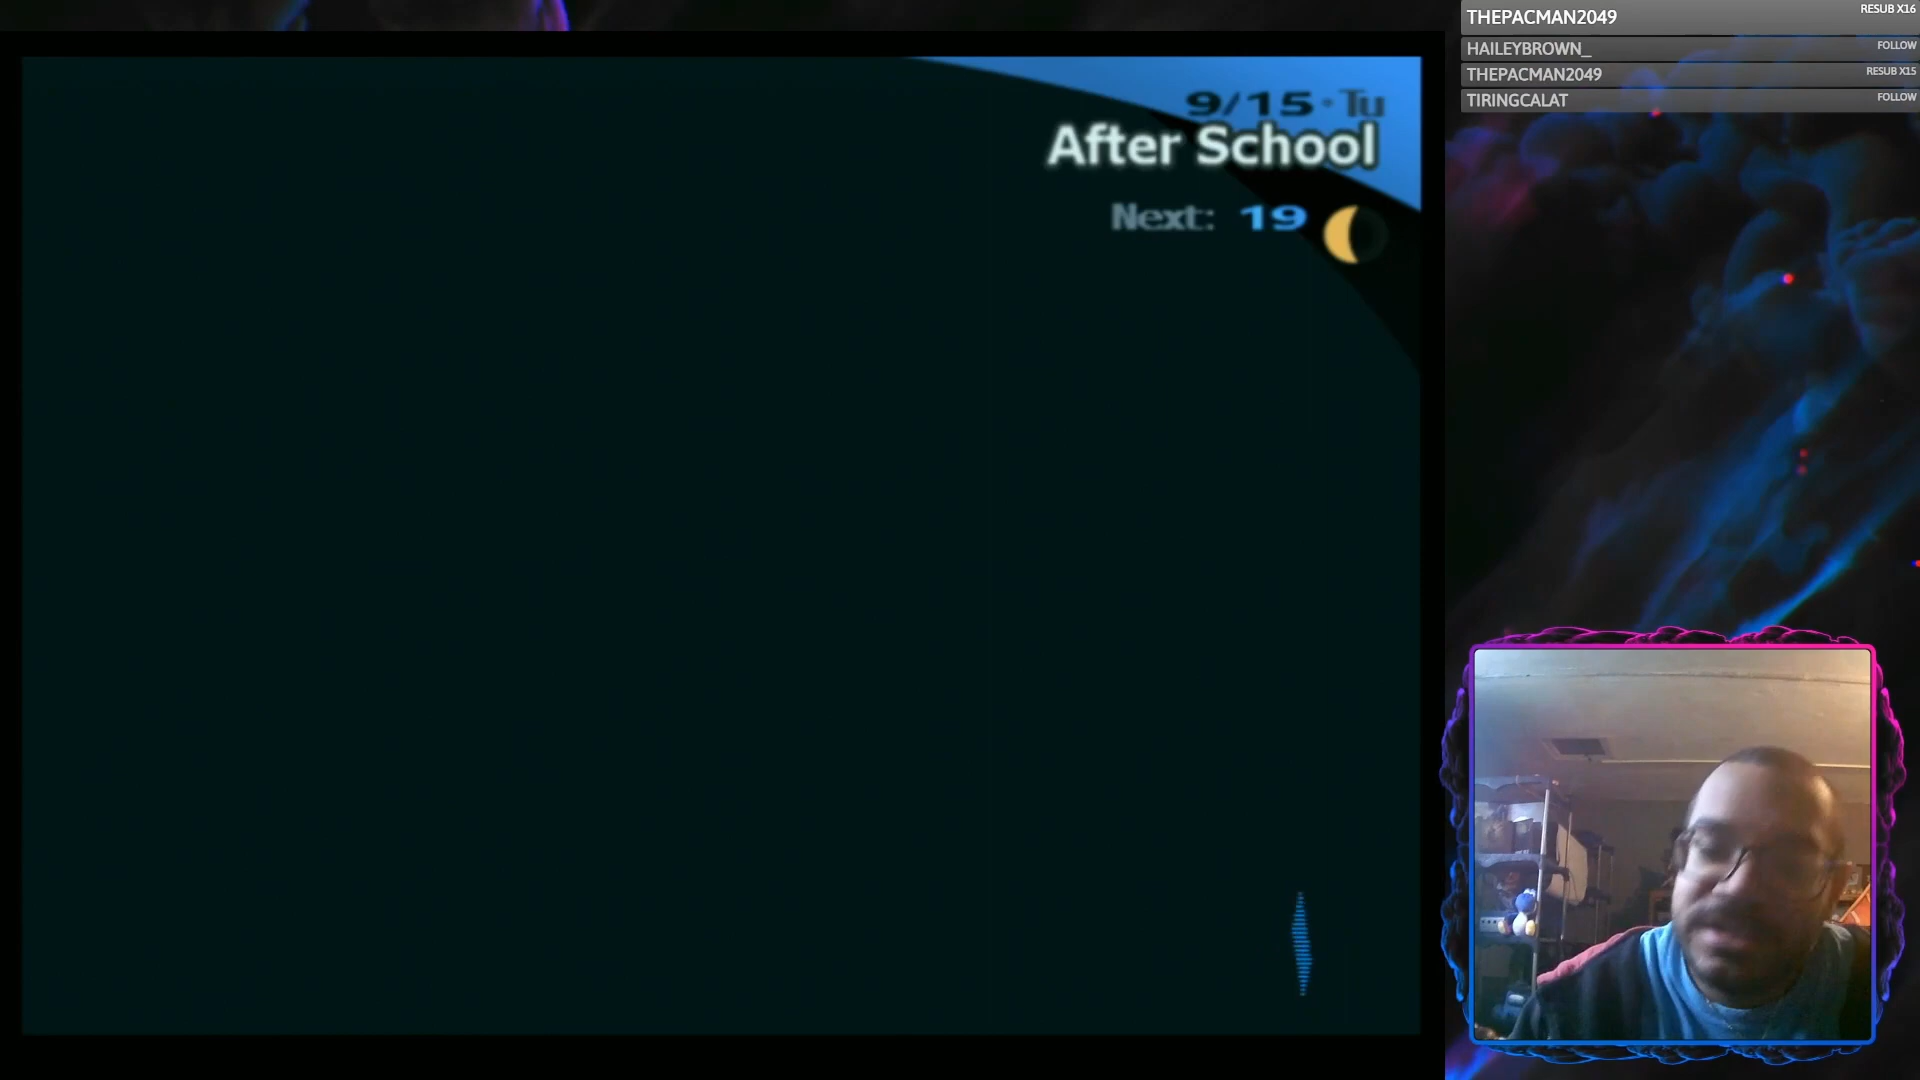 9/15 · Tu
After School
Next: 19
THEPACMAN2049 RESUB X16
HAILEYBROWN_ FOLLOW
THEPACMAN2049 RESUB X15
TIRINGCALAT FOLLOW